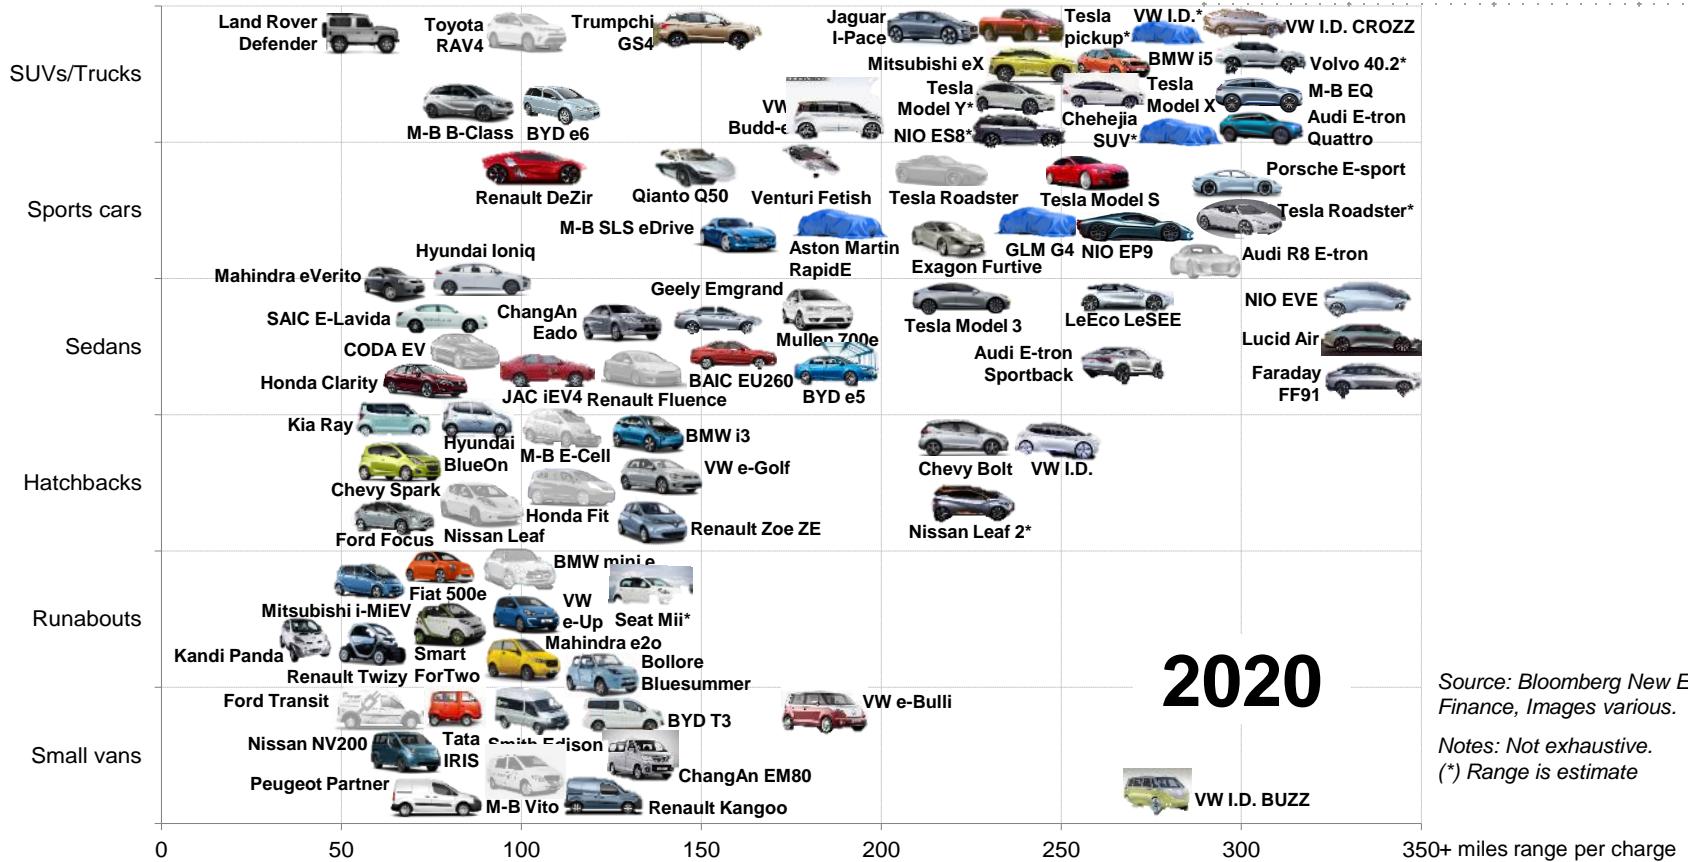 Land Rover
Defender
Toyota
RAV4
Trumpchi
GS4
Jaguar
I-Pace
Tesla
pickup*
VW I.D.*
VW I.D. CROZZ
Mitsubishi eX
BMW i5
Volvo 40.2*
SUVs/Trucks
M-B B-Class
BYD e6
VW
Budd-e
Tesla
Model Y*
NIO ES8*
Tesla
Model X
Chehejia
SUV*
M-B EQ
Audi E-tron
Quattro
Sports cars
Renault DeZir
Qianto Q50
Venturi Fetish
Tesla Roadster
Tesla Model S
Porsche E-sport
M-B SLS eDrive
Aston Martin
RapidE
Exagon Furtive
GLM G4
NIO EP9
Tesla Roadster*
Audi R8 E-tron
Hyundai Ioniq
Mahindra eVerito
Geely Emgrand
SAIC E-Lavida
ChangAn
Eado
Mullen 700e
Tesla Model 3
LeEco LeSEE
NIO EVE
Sedans
CODA EV
Honda Clarity
JAC iEV4
Renault Fluence
BAIC EU260
BYD e5
Audi E-tron
Sportback
Lucid Air
Faraday
FF91
Hatchbacks
Kia Ray
Hyundai
BlueOn
M-B E-Cell
BMW i3
Chevy Spark
VW e-Golf
Chevy Bolt
VW I.D.
Ford Focus
Nissan Leaf
Honda Fit
Renault Zoe ZE
Nissan Leaf 2*
Runabouts
Fiat 500e
BMW mini e
Mitsubishi i-MiEV
VW
e-Up
Seat Mii*
Kandi Panda
Renault Twizy
Smart
ForTwo
Mahindra e2o
Bollore
Bluesummer
Small vans
Ford Transit
BYD T3
VW e-Bulli
Nissan NV200
Tata
IRIS
Smith Edison
ChangAn EM80
Peugeot Partner
M-B Vito
Renault Kangoo
VW I.D. BUZZ
2020
Source: Bloomberg New E
Finance, Images various.
Notes: Not exhaustive.
(*) Range is estimate
0 50 100 150 200 250 300 350+ miles range per charge